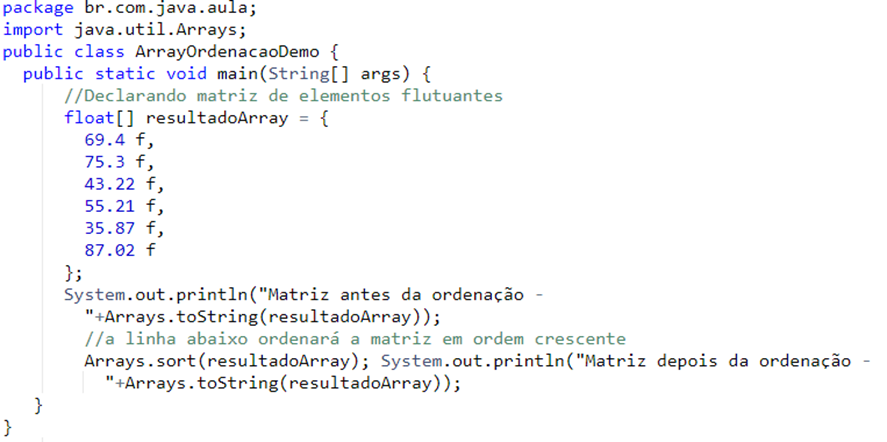 package br.com.java.aula;
import java.util.Arrays;
public class ArrayOrdenacaoDemo {
public static void main(String[] args) {
//Declarando matriz de elementos flutuantes
float[] resultadoArray = {
69.4 f,
75.3 f,
43.22 f,
55.21 f,
35.87 f,
87.02 f
};
System.out.println("Matriz antes da ordenação -
"+Arrays.toString(resultadoArray));
//a linha abaixo ordenará a matriz em ordem crescente
Arrays.sort(resultadoArray); System.out.println("Matriz depois da ordenação -
"+Arrays.toString(resultadoArray));
}
}